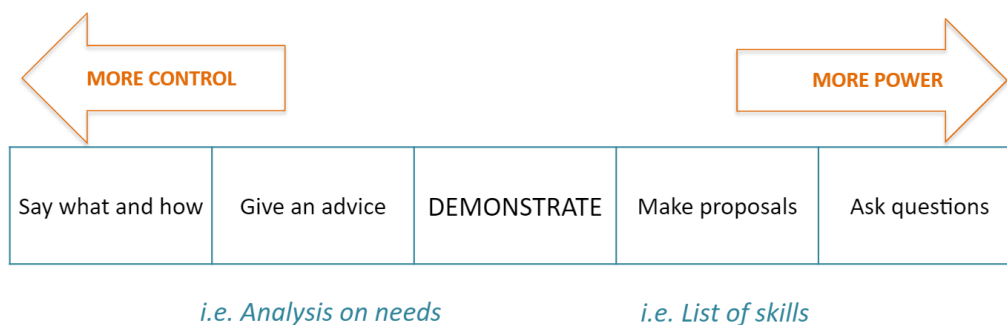 MORE CONTROL
MORE POWER
Say what and how
Give an advice
DEMONSTRATE
Make proposals
Ask questions
i.e. Analysis on needs
i.e. List of skills